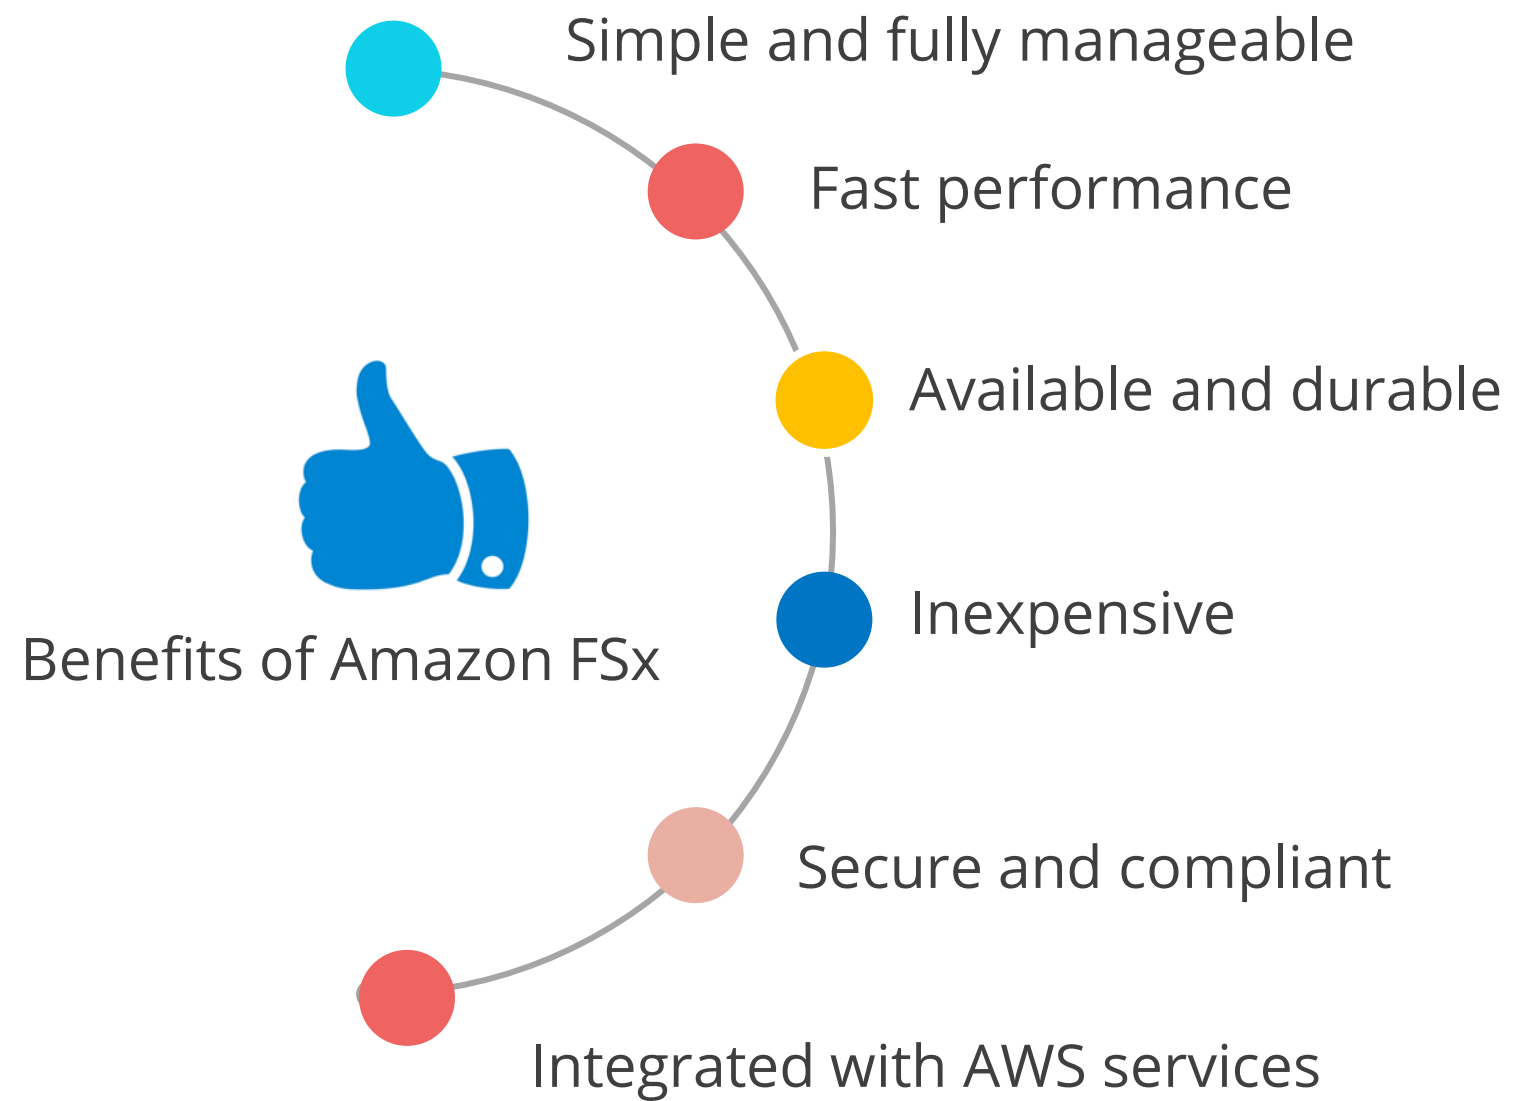 Simple and fully manageable
Fast performance
Available and durable
Inexpensive
Benefits of Amazon FSx
Secure and compliant
Integrated with AWS services